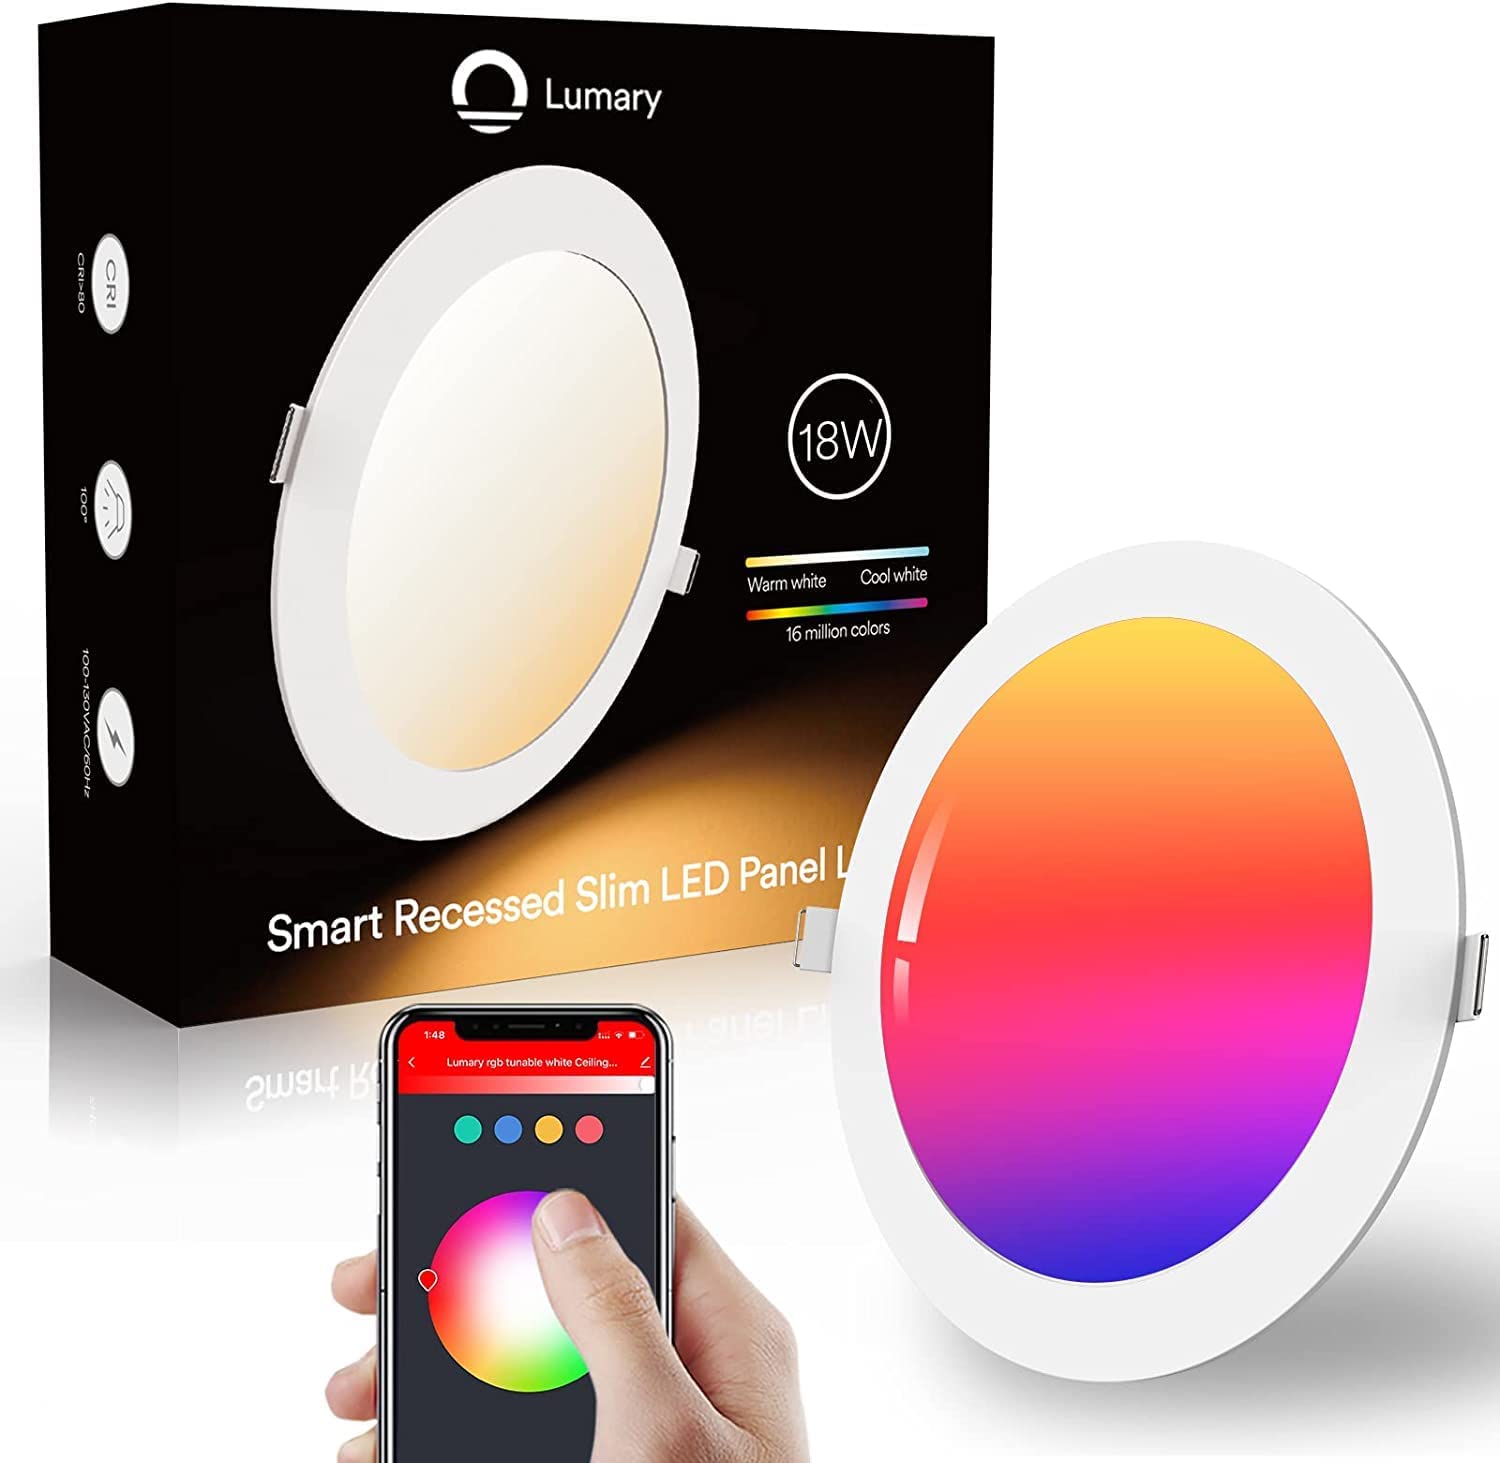 Lumary
CRI
CRI>80
100°
100-130VAC/60Hz
18W
Warm white
Cool white
16 million colors
Smart Recessed Slim LED Panel L
1:48
Lumary rgb tunable white Ceiling...